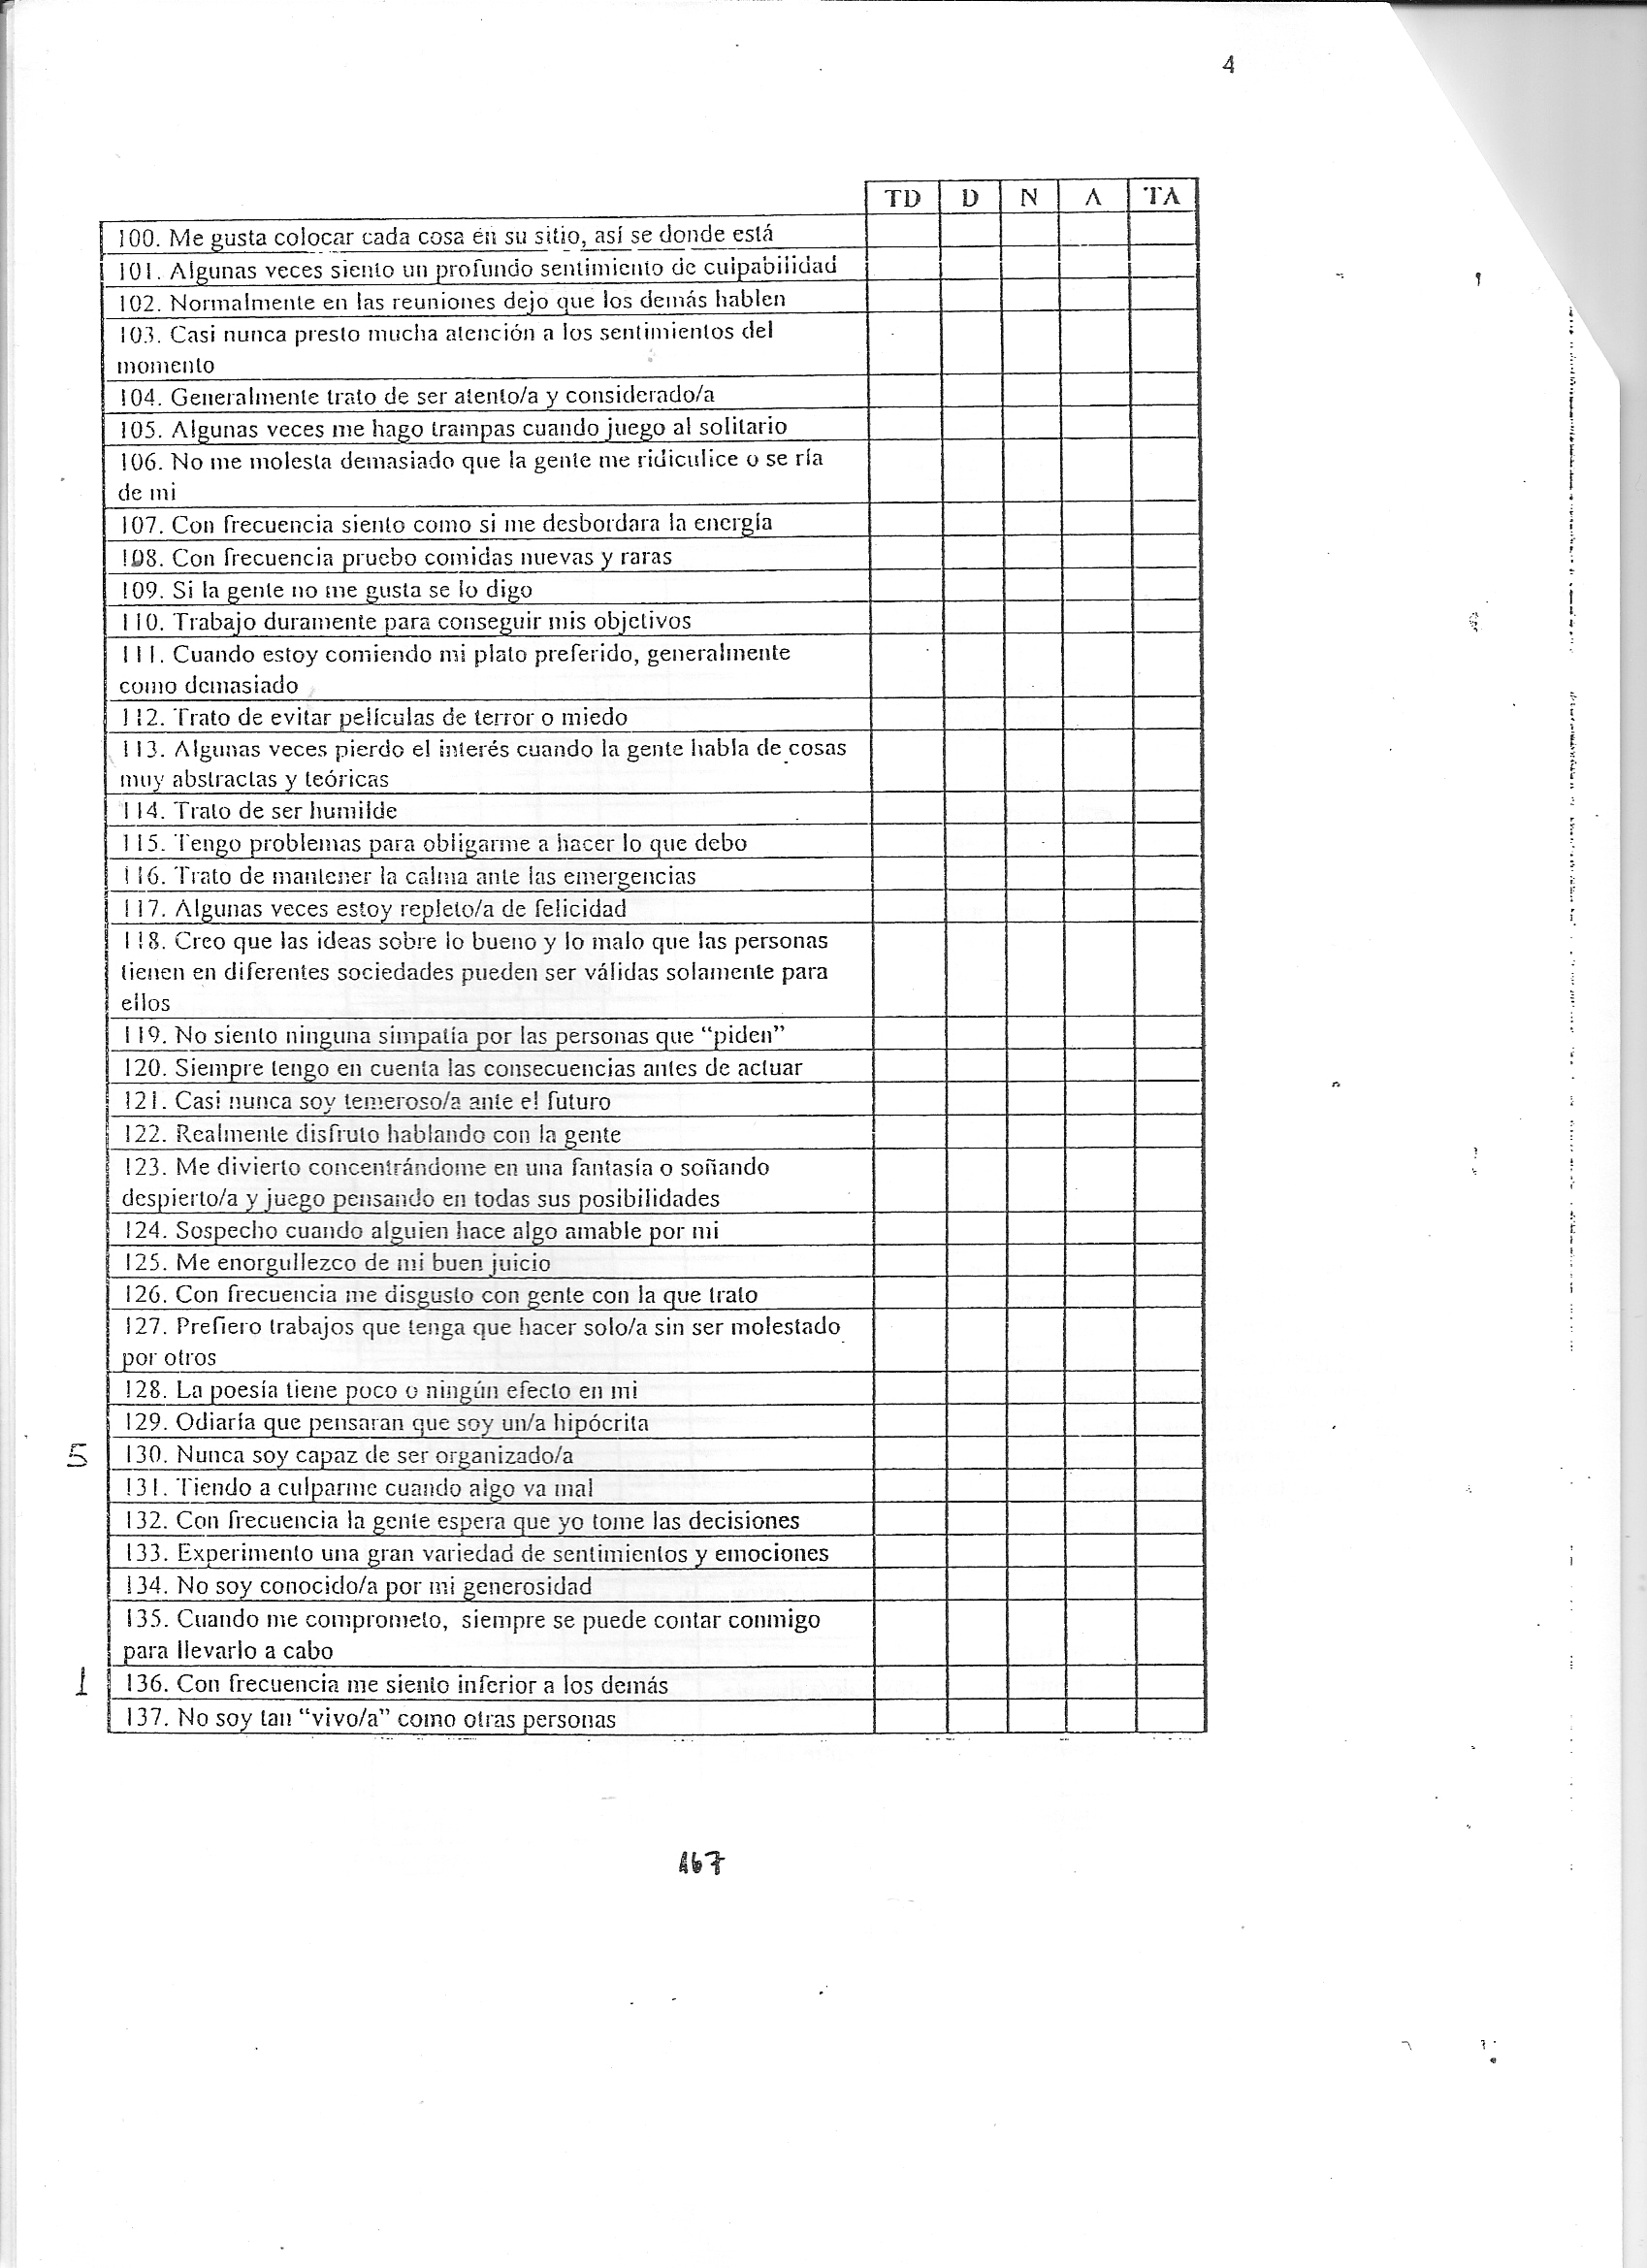 4
TD D N A TA
100. Me gusta colocar cada cosa en su sitio, así se donde está
101. Algunas veces siento un profundo sentimiento de culpabilidad
102. Normalmente en las reuniones dejo que los demás hablen
103. Casi nunca presto mucha atención a los sentimientos del
momento
104. Generalmente trato de ser atento/a y considerado/a
105. Algunas veces me hago trampas cuando juego al solitario
106. No me molesta demasiado que la gente me ridiculice o se ría
de mi
107. Con frecuencia siento como si me desbordara la energía
108. Con frecuencia pruebo comidas nuevas y raras
109. Si la gente no me gusta se lo digo
110. Trabajo duramente para conseguir mis objetivos
111. Cuando estoy comiendo mi plato preferido, generalmente
como demasiado
112. Trato de evitar películas de terror o miedo
113. Algunas veces pierdo el interés cuando la gente habla de cosas
muy abstractas y teóricas
114. Trato de ser humilde
115. Tengo problemas para obligarme a hacer lo que debo
116. Trato de mantener la calma ante las emergencias
117. Algunas veces estoy repleto/a de felicidad
118. Creo que las ideas sobre lo bueno y lo malo que las personas
tienen en diferentes sociedades pueden ser válidas solamente para
ellos
119. No siento ninguna simpatía por las personas que “piden”
120. Siempre tengo en cuenta las consecuencias antes de actuar
121. Casi nunca soy temeroso/a ante el futuro
122. Realmente disfruto hablando con la gente
123. Me divierto concentrándome en una fantasía o soñando
despierto/a y juego pensando en todas sus posibilidades
124. Sospecho cuando alguien hace algo amable por mi
125. Me enorgullezco de mi buen juicio
126. Con frecuencia me disgusto con gente con la que trato
127. Prefiero trabajos que tenga que hacer solo/a sin ser molestado
por otros
128. La poesía tiene poco o ningún efecto en mi
129. Odiaría que pensaran que soy un/a hipócrita
5 130. Nunca soy capaz de ser organizado/a
131. Tiendo a culparme cuando algo va mal
132. Con frecuencia la gente espera que yo tome las decisiones
133. Experimento una gran variedad de sentimientos y emociones
134. No soy conocido/a por mi generosidad
135. Cuando me comprometo, siempre se puede contar conmigo
para llevarlo a cabo
1 136. Con frecuencia me siento inferior a los demás
137. No soy tan “vivo/a” como otras personas
167